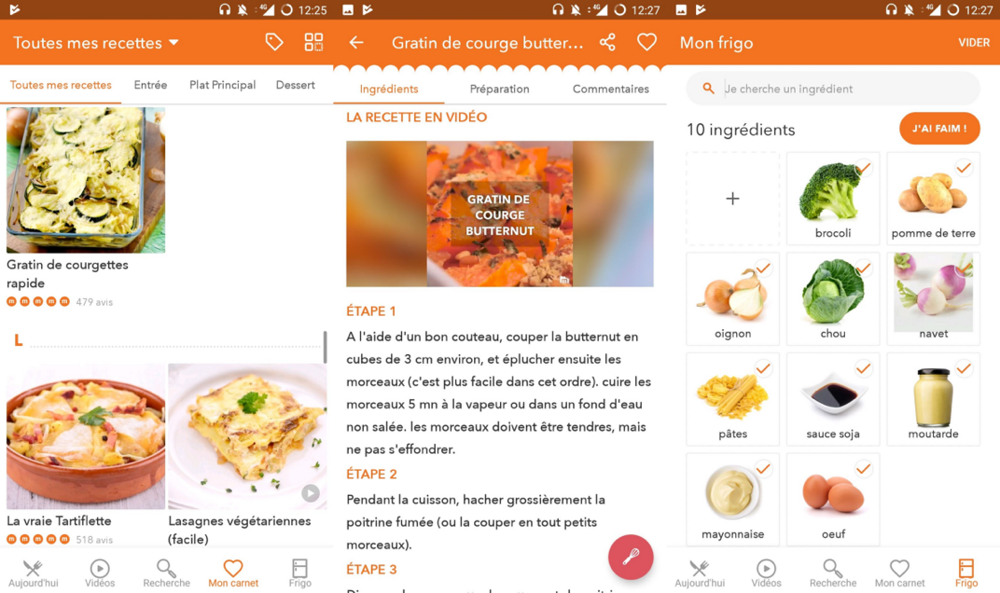 12:25
Toutes mes recettes
Toutes mes recettes Entrée Plat Principal Dessert
Gratin de courgettes
rapide
479 avis
L
La vraie Tartiflette
518 avis
Lasagnes végétariennes
(facile)
Aujourd'hui Vidéos Recherche Mon carnet Frigo
12:27
Gratin de courge butter...
Ingrédients Préparation Commentaires
LA RECETTE EN VIDÉO
GRATIN DE
COURGE
BUTTERNUT
ÉTAPE 1
A l'aide d'un bon couteau, couper la butternut en
cubes de 3 cm environ, et éplucher ensuite les
morceaux (c'est plus facile dans cet ordre). cuire les
morceaux 5 mn à la vapeur ou dans un fond d'eau
non salée. les morceaux doivent être tendres, mais
ne pas s'effondrer.
ÉTAPE 2
Pendant la cuisson, hacher grossièrement la
poitrine fumée (ou la couper en tout petits
morceaux).
ÉTAPE 3
12:27
Mon frigo VIDER
Je cherche un ingrédient
10 ingrédients J'AI FAIM !
brocoli pomme de terre
oignon chou navet
pâtes sauce soja moutarde
mayonnaise oeuf
Aujourd'hui Vidéos Recherche Mon carnet Frigo